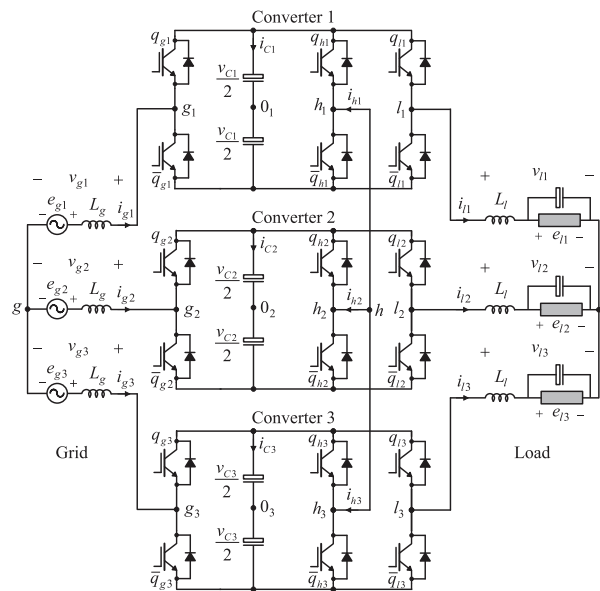 Converter 1
q_g1 i_C1 q_h1 q_l1
v_C1/2
g_1 0_1 h_1 i_h1 l_1
v_C1/2
q̅_g1 q̅_h1 q̅_l1
− v_g1 + + v_l1 −
e_g1 L_g i_g1 i_l1 L_l
− + + e_l1 −
Converter 2
q_g2 i_C2 q_h2 q_l2
− v_g2 + v_C2/2 + v_l2 −
e_g2 L_g i_g2 i_h2 i_l2 L_l
g − + g_2 0_2 h_2 h l_2 + e_l2 −
− v_g3 + v_C2/2 + v_l3 −
q̅_g2 q̅_h2 q̅_l2
e_g3 L_g i_g3 i_l3 L_l
− + + e_l3 −
Converter 3
q_g3 i_C3 q_h3 q_l3
Grid Load
v_C3/2
g_3 0_3 h_3 i_h3 l_3
v_C3/2
q̅_g3 q̅_h3 q̅_l3